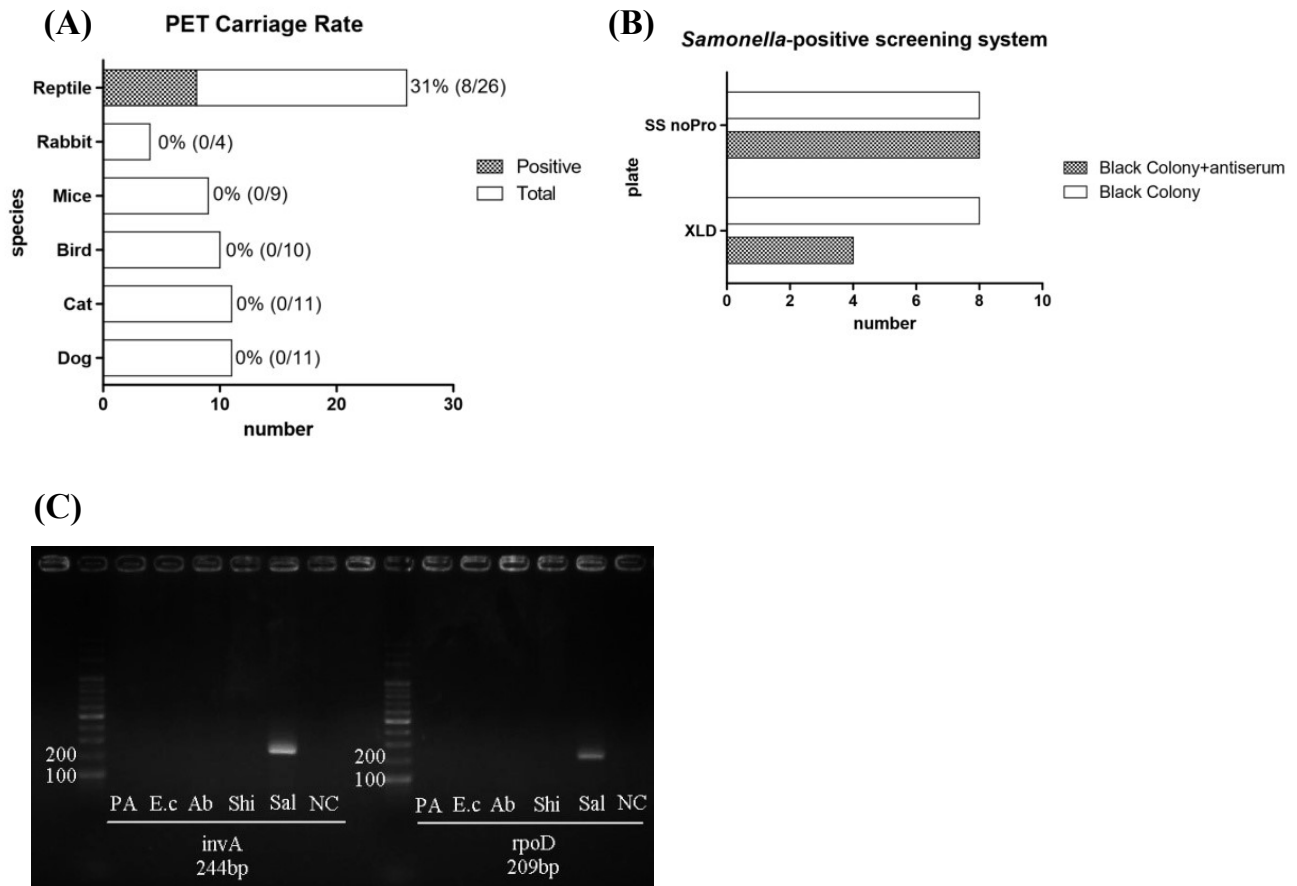 (A)
PET Carriage Rate
Reptile
31% (8/26)
Rabbit
0% (0/4)
Mice
0% (0/9)
Bird
0% (0/10)
Cat
0% (0/11)
Dog
0% (0/11)
species
0 10 20 30
number
Positive
Total
(B)
Samonella-positive screening system
SS noPro
XLD
plate
0 2 4 6 8 10
number
Black Colony+antiserum
Black Colony
(C)
200
100
PA E.c Ab Shi Sal NC
invA
244bp
200
100
PA E.c Ab Shi Sal NC
rpoD
209bp